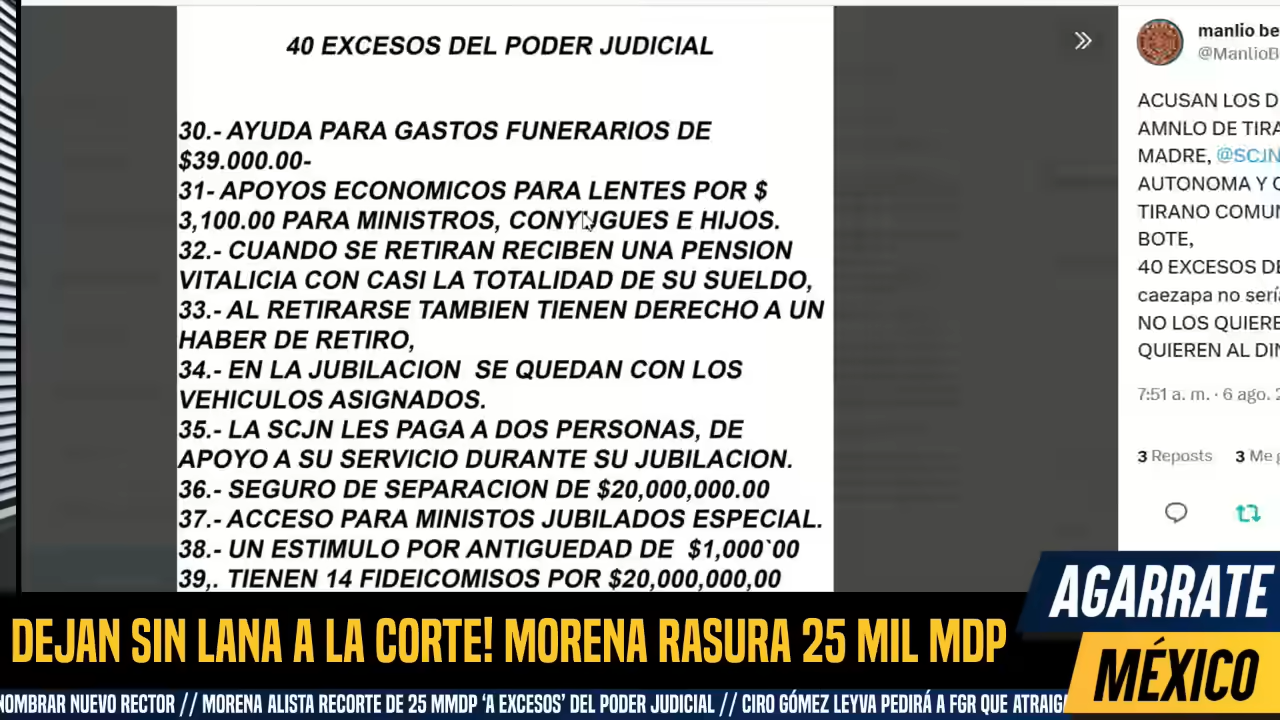 40 EXCESOS DEL PODER JUDICIAL
30.- AYUDA PARA GASTOS FUNERARIOS DE
$39.000.00-
31- APOYOS ECONOMICOS PARA LENTES POR $
3,100.00 PARA MINISTROS, CONYUGUES E HIJOS.
32.- CUANDO SE RETIRAN RECIBEN UNA PENSION
VITALICIA CON CASI LA TOTALIDAD DE SU SUELDO,
33.- AL RETIRARSE TAMBIEN TIENEN DERECHO A UN
HABER DE RETIRO,
34.- EN LA JUBILACION SE QUEDAN CON LOS
VEHICULOS ASIGNADOS.
35.- LA SCJN LES PAGA A DOS PERSONAS, DE
APOYO A SU SERVICIO DURANTE SU JUBILACION.
36.- SEGURO DE SEPARACION DE $20,000,000.00
37.- ACCESO PARA MINISTOS JUBILADOS ESPECIAL.
38.- UN ESTIMULO POR ANTIGUEDAD DE $1,000`00
39,. TIENEN 14 FIDEICOMISOS POR $20,000,000,00
manlio be
@ManlioB
ACUSAN LOS D
AMNLO DE TIRA
MADRE, @SCJN
AUTONOMA Y
TIRANO COMUN
BOTE,
40 EXCESOS DE
caezapa no sería
NO LOS QUIERE
QUIEREN AL DIN
7:51 a. m. · 6 ago. 2
3 Reposts 3 Me g
AGARRATE
MÉXICO
DEJAN SIN LANA A LA CORTE! MORENA RASURA 25 MIL MDP
NOMBRAR NUEVO RECTOR // MORENA ALISTA RECORTE DE 25 MMDP ‘A EXCESOS’ DEL PODER JUDICIAL // CIRO GÓMEZ LEYVA PEDIRÁ A FGR QUE ATRAIG